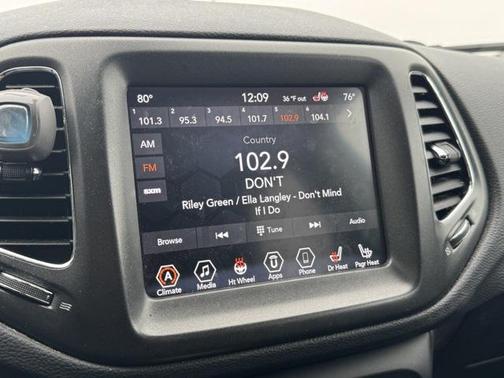 80° 12:09 36°F out 76°
1 2 3 4 5 6
101.3 95.3 94.5 101.7 102.9 104.1
AM
FM
sxm
Country
102.9
DON'T
Riley Green / Ella Langley - Don't Mind
If I Do
Browse Tune Audio
A
Climate Media Ht Wheel Apps Phone Dr Heat Psgr Heat